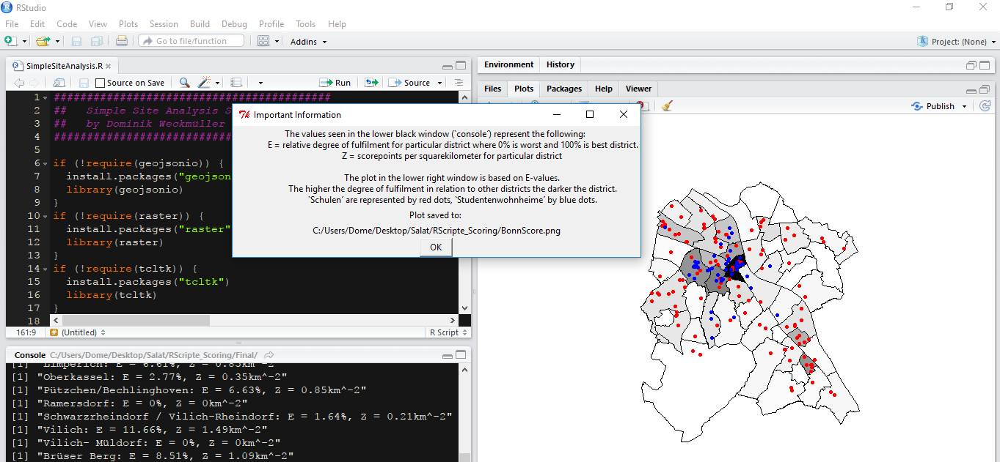 RStudio
File Edit Code View Plots Session Build Debug Profile Tools Help
Go to file/function Addins Project: (None)
SimpleSiteAnalysis.R
Source on Save Run Source
1 ##########################################
2 ## Simple Site Analysis S
3 ## by Dominik Weckmüller
4 ###########################
5
6 if (!require(geojsonio)) {
7 install.packages("geojson
8 library(geojsonio)
9 }
10 if (!require(raster)) {
11 install.packages("raster"
12 library(raster)
13 }
14 if (!require(tcltk)) {
15 install.packages("tcltk")
16 library(tcltk)
17 }
18
161:9 (Untitled) R Script
Console C:/Users/Dome/Desktop/Salat/RScripte_Scoring/Final/
[1] "Limperich: E = 6.61%, Z = 0.85km^-2"
[1] "Oberkassel: E = 2.77%, Z = 0.35km^-2"
[1] "Pützchen/Bechlinghoven: E = 6.63%, Z = 0.85km^-2"
[1] "Ramersdorf: E = 0%, Z = 0km^-2"
[1] "Schwarzrheindorf / Vilich-Rheindorf: E = 1.64%, Z = 0.21km^-2"
[1] "Vilich: E = 11.66%, Z = 1.49km^-2"
[1] "Vilich- Müldorf: E = 0%, Z = 0km^-2"
[1] "Brüser Berg: E = 8.51%, Z = 1.09km^-2"
Environment History
Files Plots Packages Help Viewer
Publish
Important Information
The values seen in the lower black window (`console´) represent the following:
E = relative degree of fulfilment for particular district where 0% is worst and 100% is best district.
Z = scorepoints per squarekilometer for particular district
The plot in the lower right window is based on E-values.
The higher the degree of fulfilment in relation to other districts the darker the district.
`Schulen´ are represented by red dots, `Studentenwohnheime´ by blue dots.
Plot saved to:
C:/Users/Dome/Desktop/Salat/RScripte_Scoring/BonnScore.png
OK